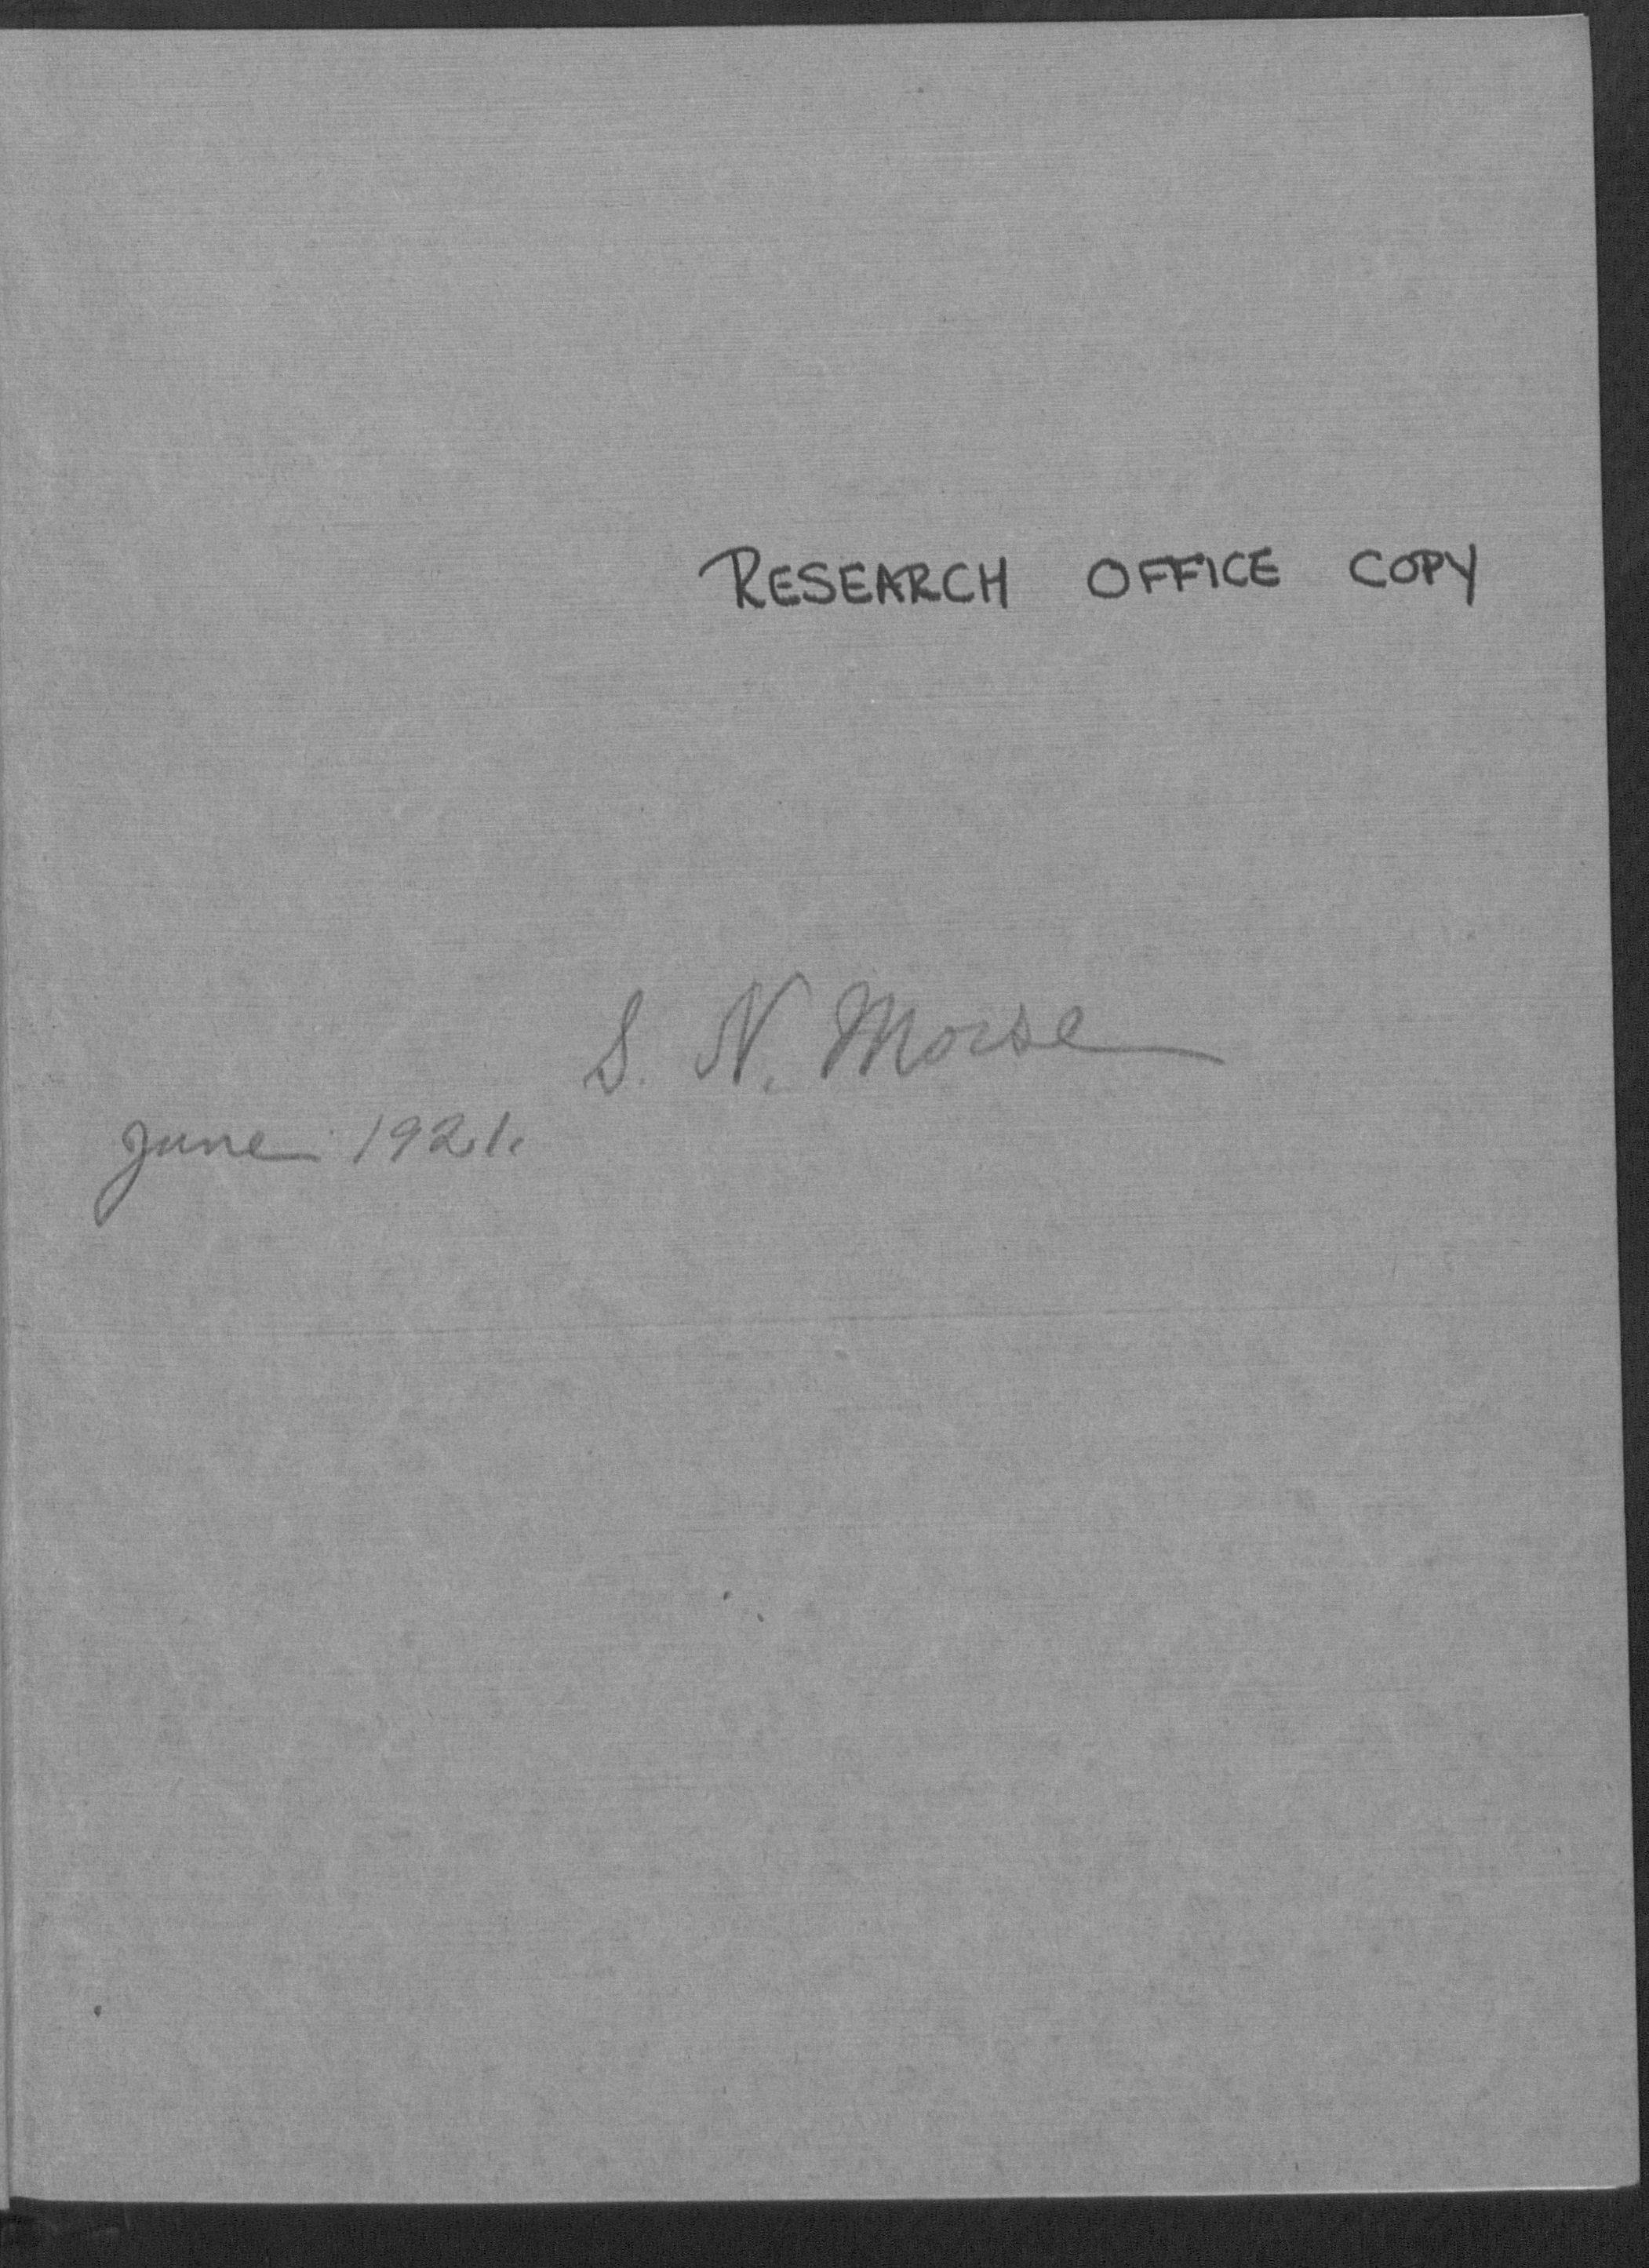 RESEARCH OFFICE COPY
S. N. Morse
June 1921.